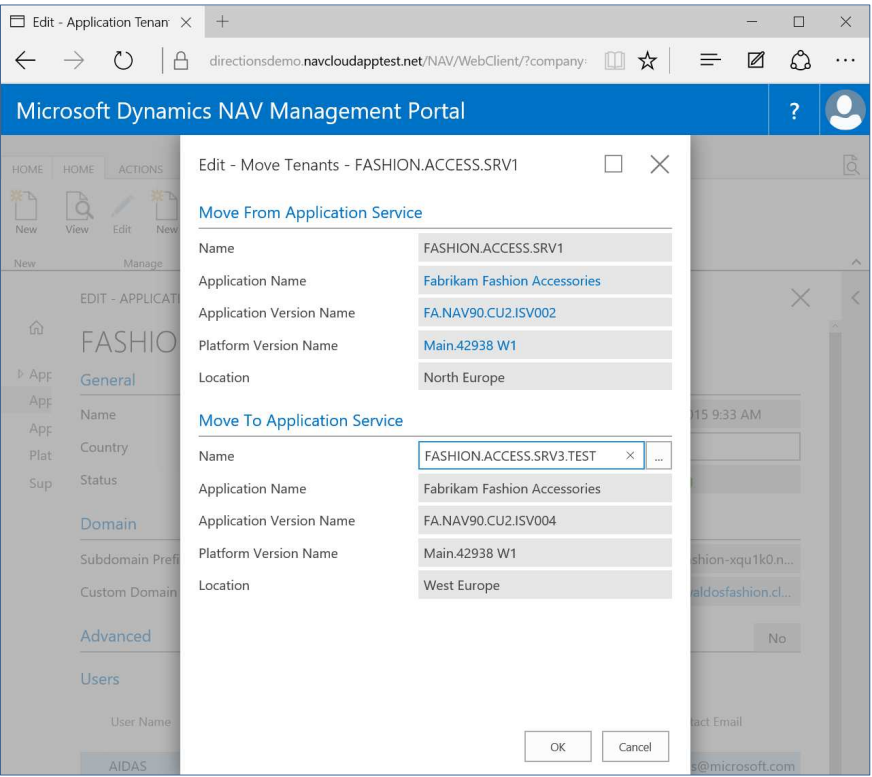 Edit - Application Tenan
directionsdemo.navcloudapptest.net/NAV/WebClient/?company
Microsoft Dynamics NAV Management Portal ?
HOME HOME ACTIONS
New View Edit New
New Manage
Edit - Move Tenants - FASHION.ACCESS.SRV1
Move From Application Service
Name FASHION.ACCESS.SRV1
Application Name Fabrikam Fashion Accessories
Application Version Name FA.NAV90.CU2.ISV002
Platform Version Name Main.42938 W1
Location North Europe
Move To Application Service
Name FASHION.ACCESS.SRV3.TEST ...
Application Name Fabrikam Fashion Accessories
Application Version Name FA.NAV90.CU2.ISV004
Platform Version Name Main.42938 W1
Location West Europe
OK Cancel
EDIT - APPLICATI
FASHIO
App
App
App
Plat
Sup
General
Name 015 9:33 AM
Country
Status
Domain
Subdomain Prefi shion-xqu1k0.n...
Custom Domain valdosfashion.cl...
Advanced No
Users
User Name tact Email
AIDAS s@microsoft.com